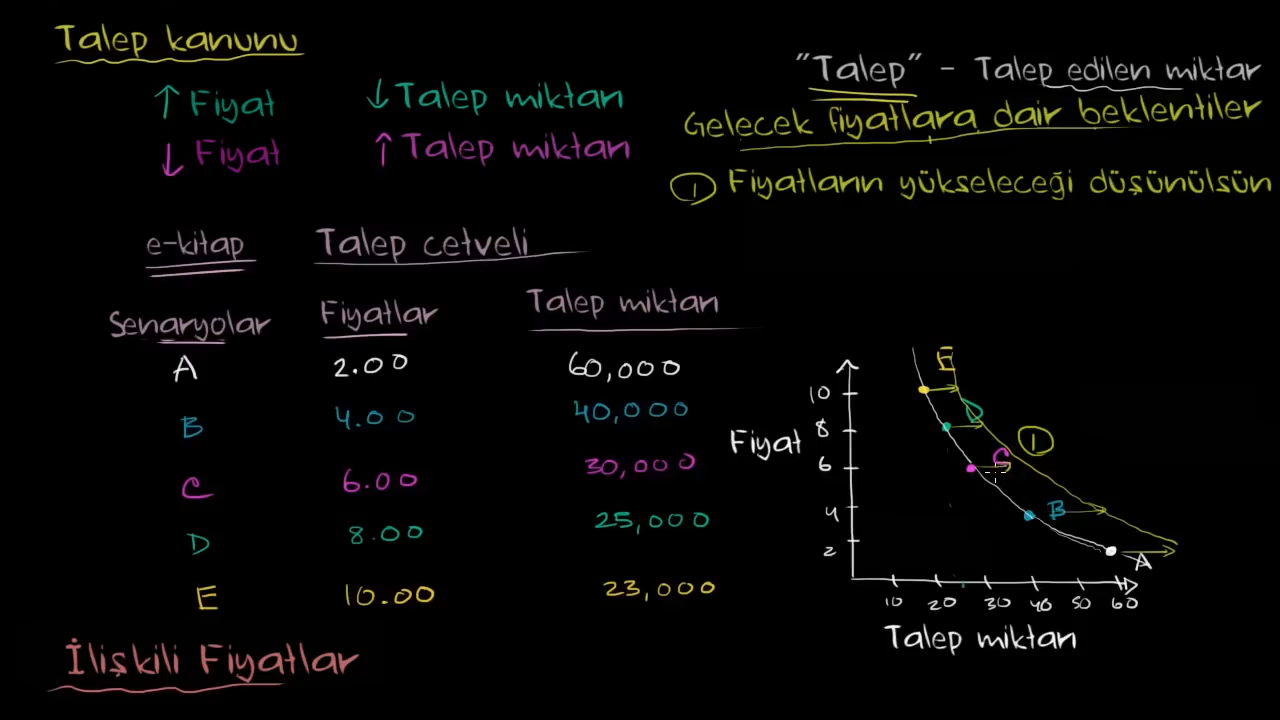 Talep kanunu
↑ Fiyat ↓ Talep miktarı
↓ Fiyat ↑ Talep miktarı
"Talep" - Talep edilen miktar
Gelecek fiyatlara dair beklentiler
① Fiyatların yükseleceği düşünülsün
e-kitap Talep cetveli
Senaryolar Fiyatlar Talep miktarı
A 2.00 60,000
B 4.00 40,000
C 6.00 30,000
D 8.00 25,000
E 10.00 23,000
İlişkili Fiyatlar
Fiyat
10
8
6
4
2
E
D
C
B
A
①
10 20 30 40 50 60
Talep miktarı